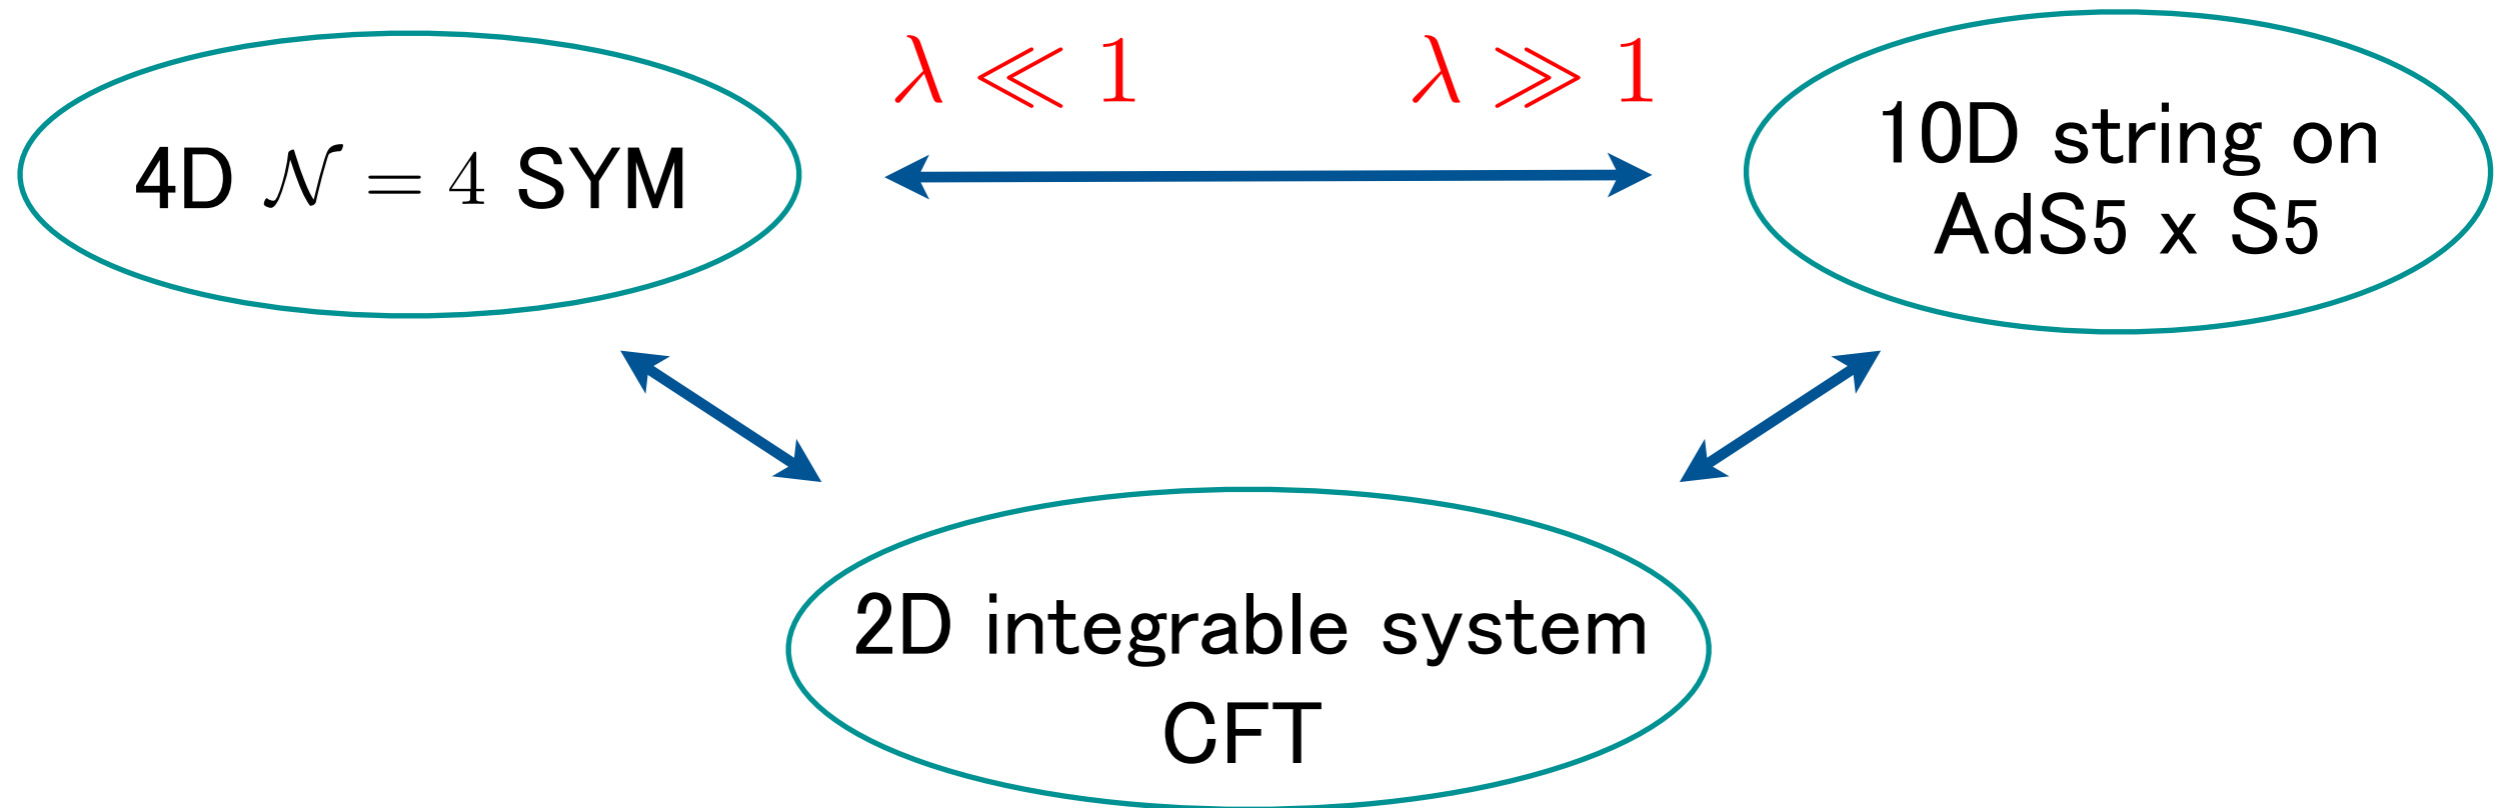 λ ≪ 1
λ ≫ 1
4D 𝒩 = 4 SYM
10D string on
AdS5 x S5
2D integrable system
CFT